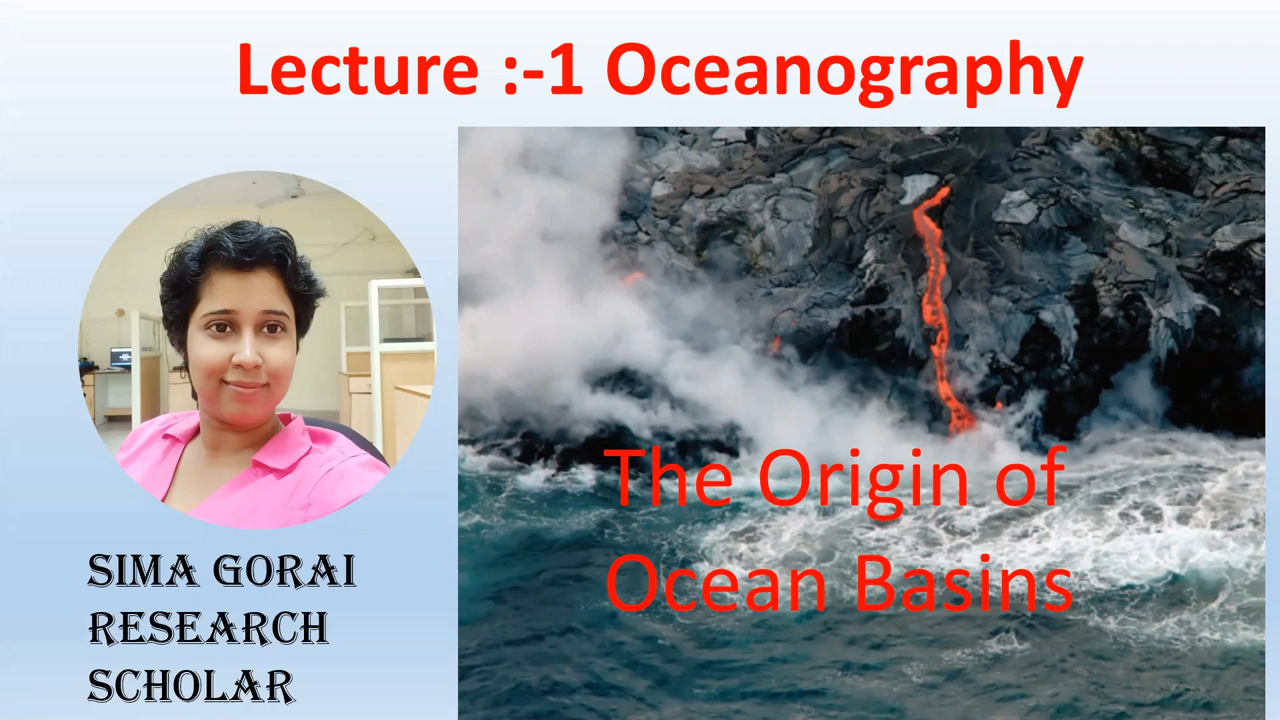 Lecture :-1 Oceanography
SIMA GORAI
RESEARCH
SCHOLAR
The Origin of
Ocean Basins